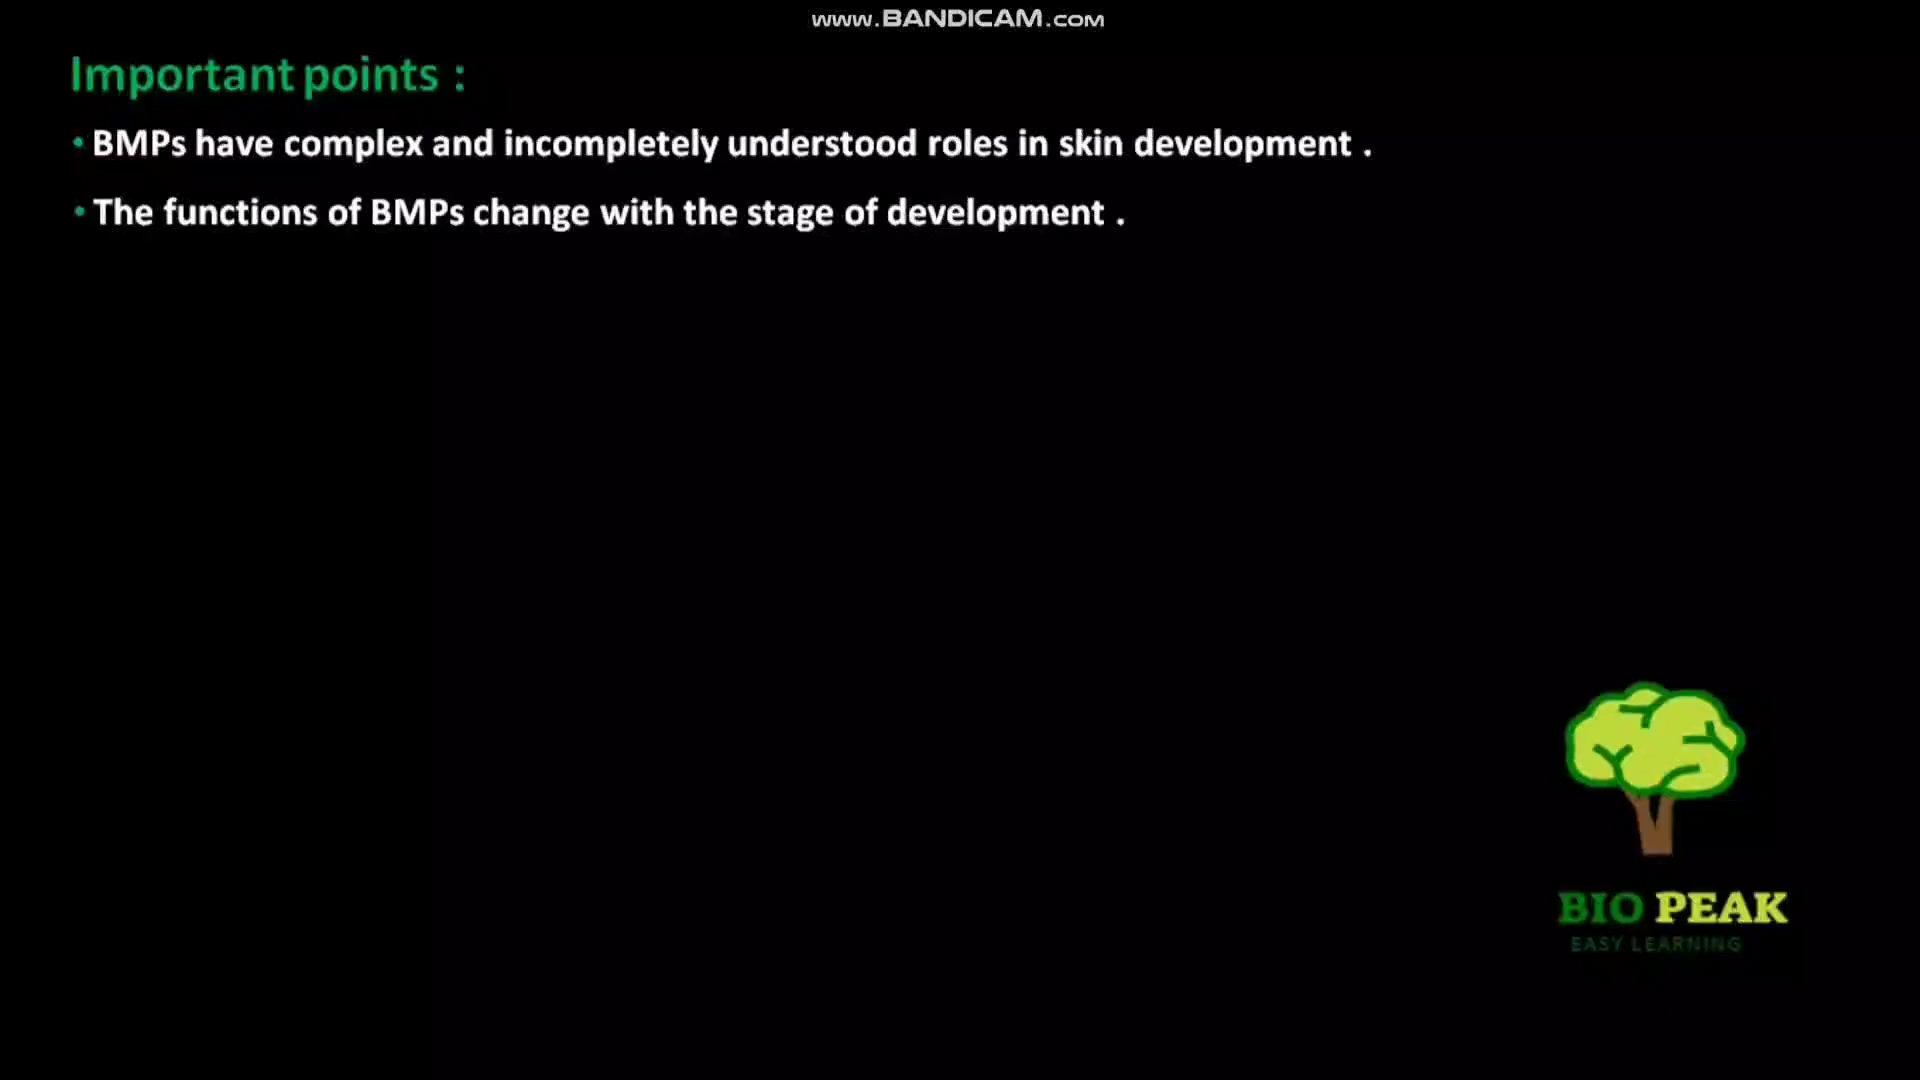 www.BANDICAM.COM
Important points :
• BMPs have complex and incompletely understood roles in skin development .
• The functions of BMPs change with the stage of development .
BIO PEAK
EASY LEARNING